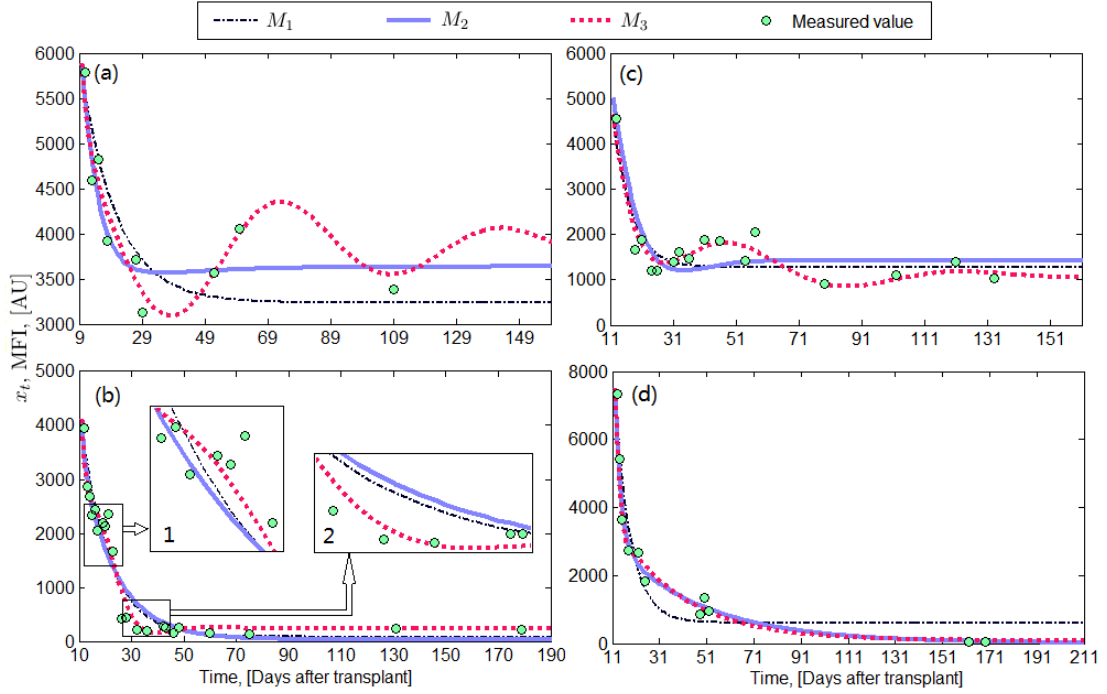 M1 M2 M3 Measured value
(a)
6000
5500
5000
4500
4000
3500
3000
9 29 49 69 89 109 129 149
(c)
6000
5000
4000
3000
2000
1000
0
11 31 51 71 91 111 131 151
xt, MFI, [AU]
(b)
5000
4000
3000
2000
1000
0
1
2
10 30 50 70 90 110 130 150 170 190
Time, [Days after transplant]
(d)
8000
6000
4000
2000
0
11 31 51 71 91 111 131 151 171 191 211
Time, [Days after transplant]